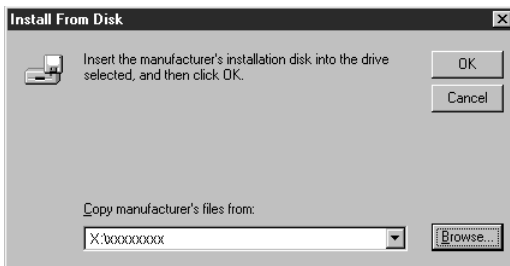 Install From Disk
Insert the manufacturer's installation disk into the drive
selected, and then click OK.
OK
Cancel
Copy manufacturer's files from:
X:\xxxxxxxx
Browse...